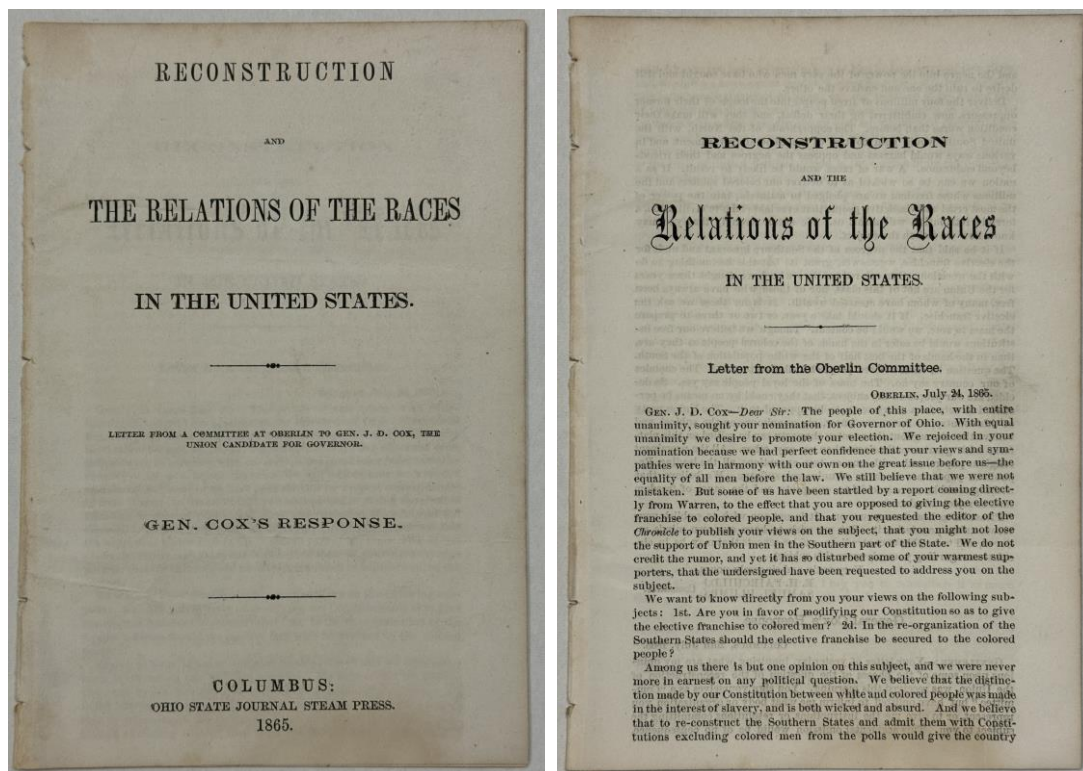 RECONSTRUCTION
AND
THE RELATIONS OF THE RACES
IN THE UNITED STATES.
LETTER FROM A COMMITTEE AT OBERLIN TO GEN. J. D. COX, THE
UNION CANDIDATE FOR GOVERNOR.
GEN. COX'S RESPONSE.
COLUMBUS:
OHIO STATE JOURNAL STEAM PRESS.
1865.
RECONSTRUCTION
AND THE
Relations of the Races
IN THE UNITED STATES.
Letter from the Oberlin Committee.
OBERLIN, July 24, 1865.
GEN. J. D. COX—Dear Sir: The people of this place, with entire
unanimity, sought your nomination for Governor of Ohio. With equal
unanimity we desire to promote your election. We rejoiced in your
nomination because we had perfect confidence that your views and sym-
pathies were in harmony with our own on the great issue before us—the
equality of all men before the law. We still believe that we were not
mistaken. But some of us have been startled by a report coming direct-
ly from Warren, to the effect that you are opposed to giving the elective
franchise to colored people, and that you requested the editor of the
Chronicle to publish your views on the subject, that you might not lose
the support of Union men in the Southern part of the State. We do not
credit the rumor, and yet it has so disturbed some of your warmest sup-
porters, that the undersigned have been requested to address you on the
subject.
We want to know directly from you your views on the following sub-
jects: 1st. Are you in favor of modifying our Constitution so as to give
the elective franchise to colored men? 2d. In the re-organization of the
Southern States should the elective franchise be secured to the colored
people?
Among us there is but one opinion on this subject, and we were never
more in earnest on any political question. We believe that the distinc-
tion made by our Constitution between white and colored people was made
in the interest of slavery, and is both wicked and absurd. And we believe
that to re-construct the Southern States and admit them with Consti-
tutions excluding colored men from the polls would give the country